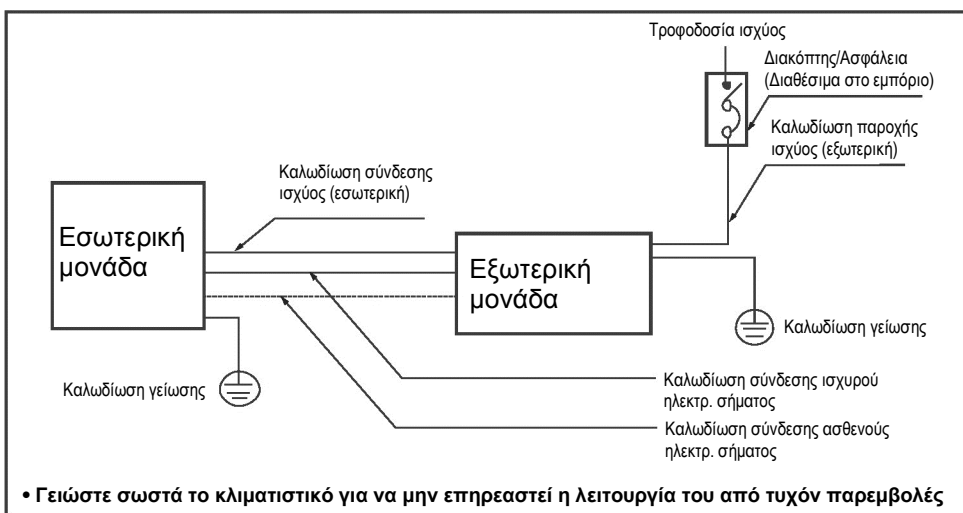 Τροφοδοσία ισχύος
Διακόπτης/Ασφάλεια
(Διαθέσιμα στο εμπόριο)
Καλωδίωση παροχής
ισχύος (εξωτερική)
Καλωδίωση σύνδεσης
ισχύος (εσωτερική)
Εσωτερική
μονάδα
Εξωτερική
μονάδα
Καλωδίωση γείωσης
Καλωδίωση γείωσης
Καλωδίωση σύνδεσης ισχυρού
ηλεκτρ. σήματος
Καλωδίωση σύνδεσης ασθενούς
ηλεκτρ. σήματος
• Γειώστε σωστά το κλιματιστικό για να μην επηρεαστεί η λειτουργία του από τυχόν παρεμβολές